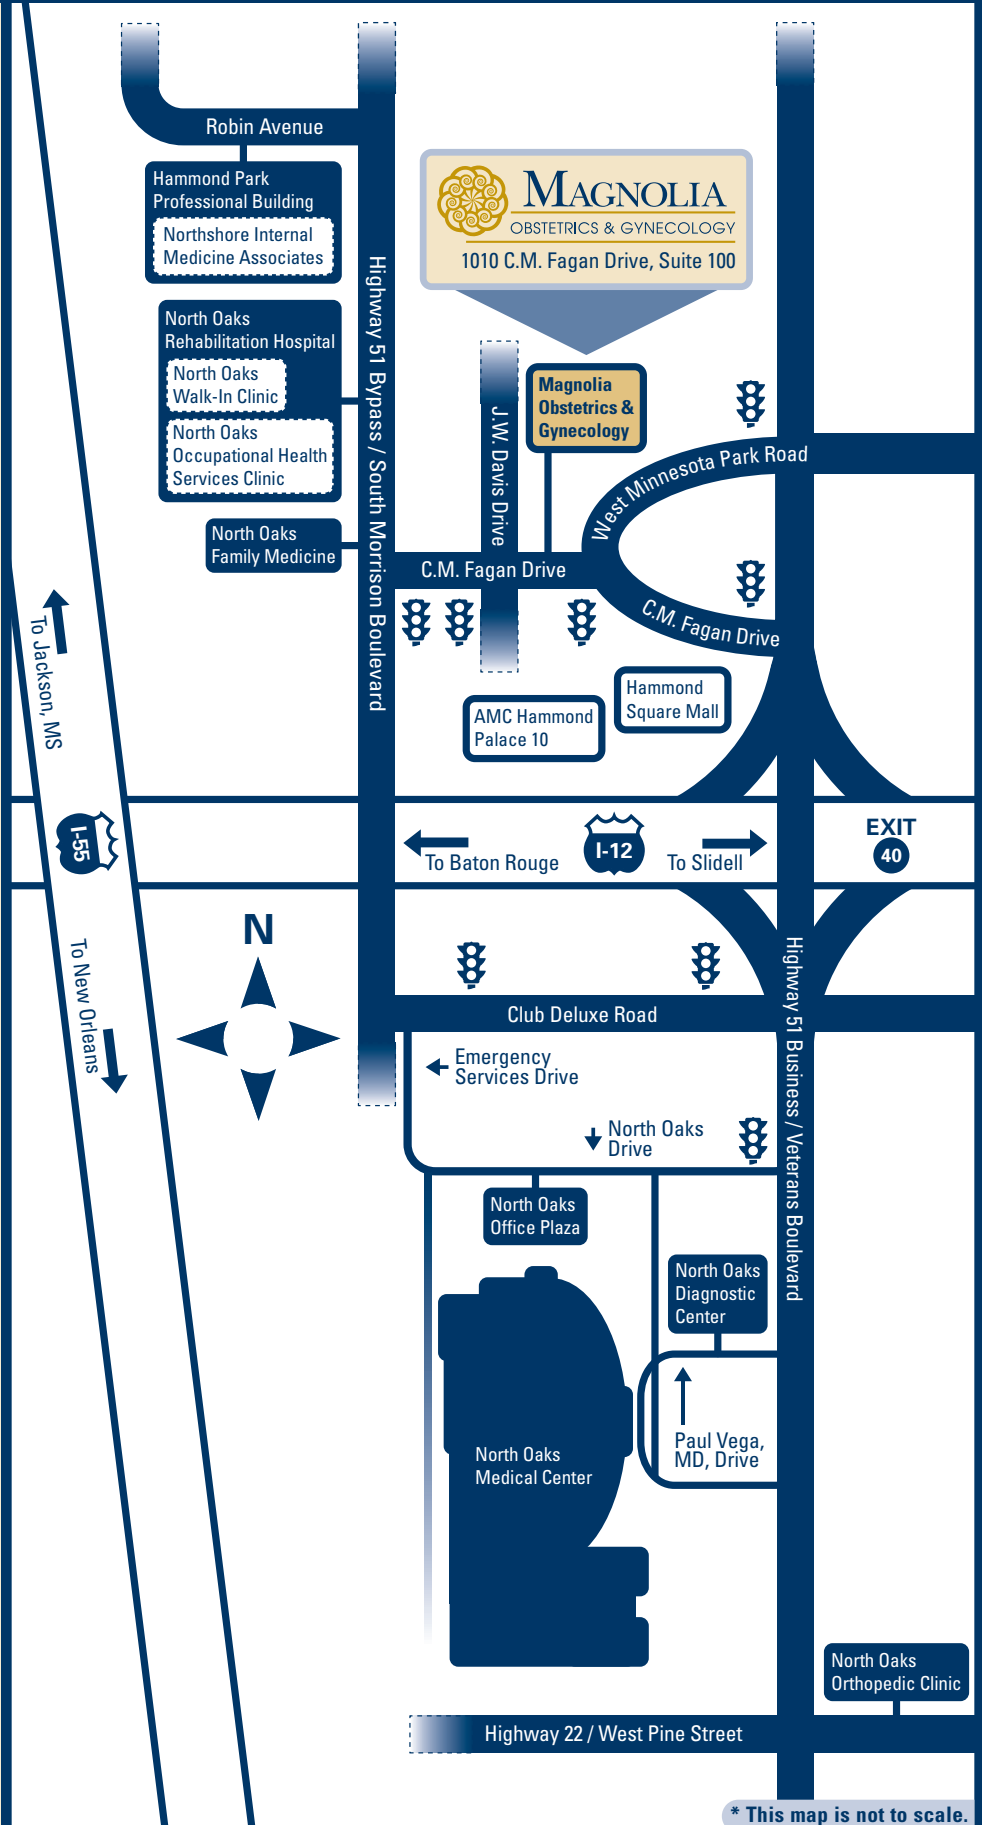 Robin Avenue
Hammond Park
Professional Building
Northshore Internal
Medicine Associates
MAGNOLIA
OBSTETRICS & GYNECOLOGY
1010 C.M. Fagan Drive, Suite 100
Highway 51 Bypass / South Morrison Boulevard
North Oaks
Rehabilitation Hospital
North Oaks
Walk-In Clinic
North Oaks
Occupational Health
Services Clinic
North Oaks
Family Medicine
J.W. Davis Drive
Magnolia
Obstetrics &
Gynecology
West Minnesota Park Road
C.M. Fagan Drive
C.M. Fagan Drive
To Jackson, MS
Hammond
Square Mall
AMC Hammond
Palace 10
I-55
To Baton Rouge
I-12
To Slidell
EXIT
40
To New Orleans
N
Highway 51 Business / Veterans Boulevard
Club Deluxe Road
Emergency
Services Drive
North Oaks
Drive
North Oaks
Office Plaza
North Oaks
Diagnostic
Center
Paul Vega,
MD, Drive
North Oaks
Medical Center
North Oaks
Orthopedic Clinic
Highway 22 / West Pine Street
* This map is not to scale.